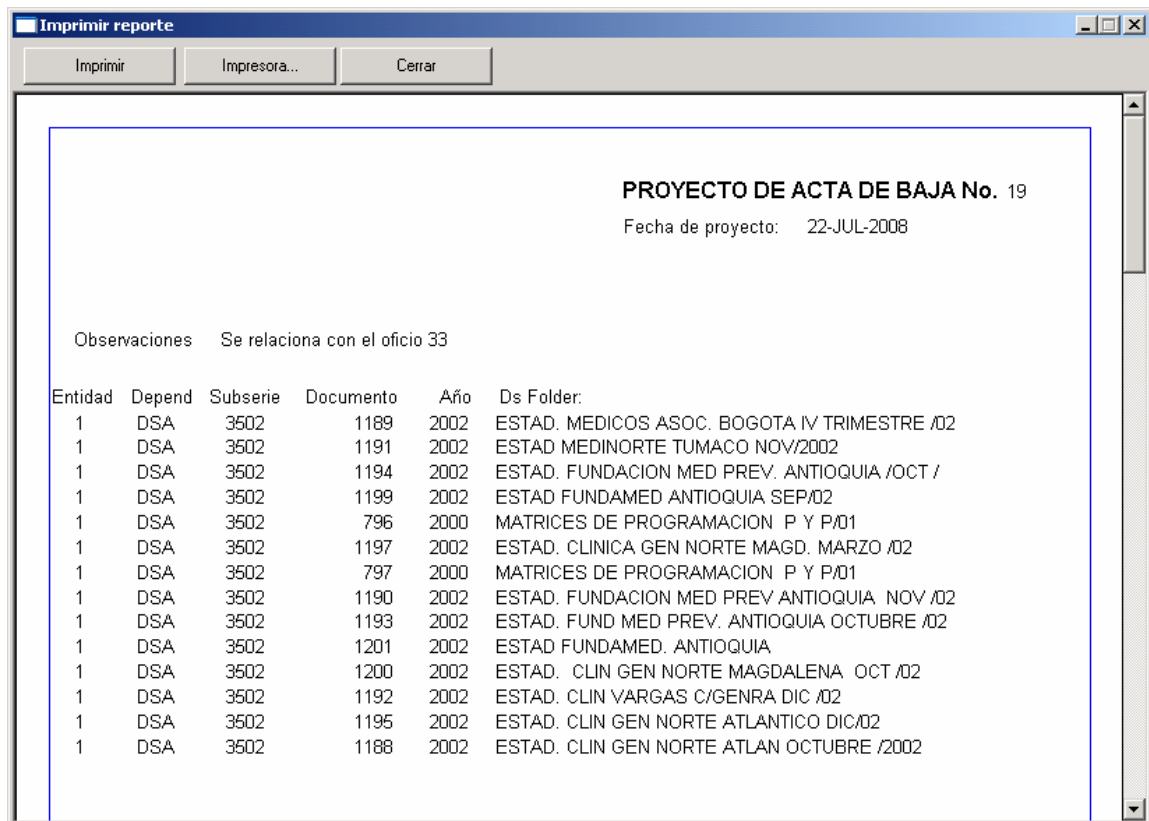 Imprimir reporte
Imprimir Impresora... Cerrar
PROYECTO DE ACTA DE BAJA No. 19
Fecha de proyecto: 22-JUL-2008
Observaciones Se relaciona con el oficio 33
Entidad Depend Subserie Documento Año Ds Folder:
1 DSA 3502 1189 2002 ESTAD. MEDICOS ASOC. BOGOTA IV TRIMESTRE /02
1 DSA 3502 1191 2002 ESTAD MEDINORTE TUMACO NOV/2002
1 DSA 3502 1194 2002 ESTAD. FUNDACION MED PREV. ANTIOQUIA /OCT /
1 DSA 3502 1199 2002 ESTAD FUNDAMED ANTIOQUIA SEP/02
1 DSA 3502 796 2000 MATRICES DE PROGRAMACION P Y P/01
1 DSA 3502 1197 2002 ESTAD. CLINICA GEN NORTE MAGD. MARZO /02
1 DSA 3502 797 2000 MATRICES DE PROGRAMACION P Y P/01
1 DSA 3502 1190 2002 ESTAD. FUNDACION MED PREV ANTIOQUIA NOV /02
1 DSA 3502 1193 2002 ESTAD. FUND MED PREV. ANTIOQUIA OCTUBRE /02
1 DSA 3502 1201 2002 ESTAD FUNDAMED. ANTIOQUIA
1 DSA 3502 1200 2002 ESTAD. CLIN GEN NORTE MAGDALENA OCT /02
1 DSA 3502 1192 2002 ESTAD. CLIN VARGAS C/GENRA DIC /02
1 DSA 3502 1195 2002 ESTAD. CLIN GEN NORTE ATLANTICO DIC/02
1 DSA 3502 1188 2002 ESTAD. CLIN GEN NORTE ATLAN OCTUBRE /2002